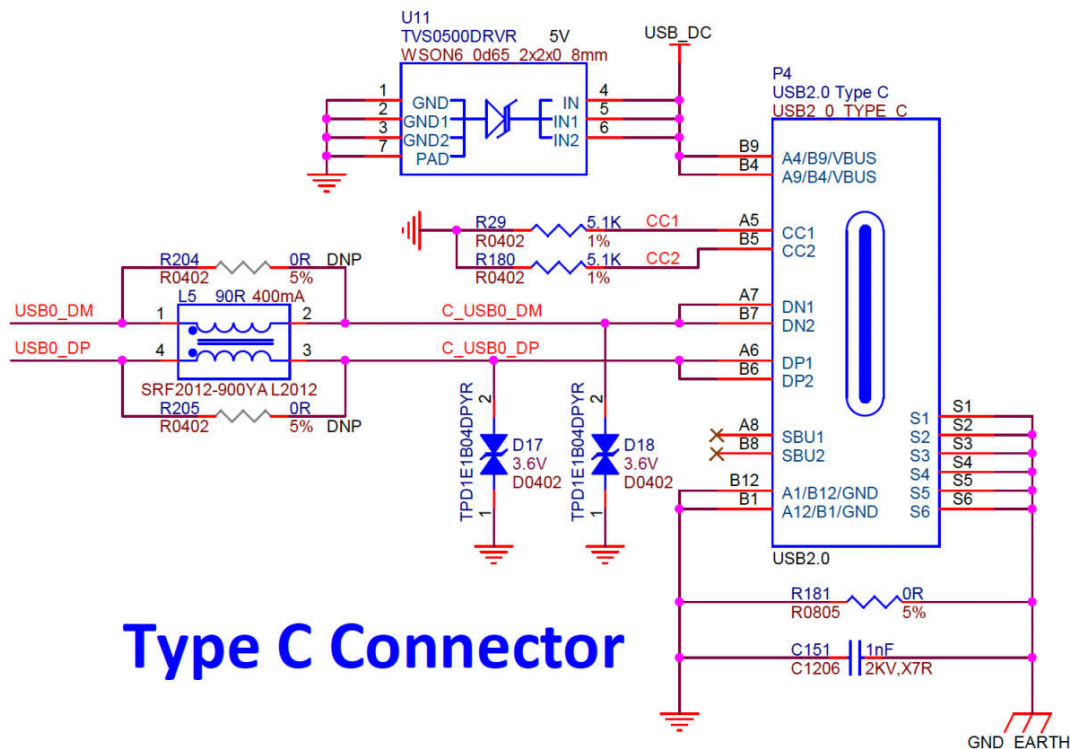 U11
TVS0500DRVR 5V
WSON6_0d65_2x2x0_8mm
USB_DC
1 GND IN 4
2 GND1 IN1 5
3 GND2 IN2 6
7 PAD
P4
USB2.0 Type C
USB2_0_TYPE_C
B9 A4/B9/VBUS
B4 A9/B4/VBUS
R29 5.1K CC1 A5 CC1
R0402 1% B5 CC2
R180 5.1K CC2
R0402 1%
R204 0R DNP
R0402 5%
L5 90R 400mA
USB0_DM 1 2 C_USB0_DM
A7 DN1
B7 DN2
USB0_DP 4 3 C_USB0_DP
A6 DP1
B6 DP2
SRF2012-900YA L2012
R205 0R
R0402 5% DNP
TPD1E1B04DPYR
2
D17
3.6V
D0402
1
TPD1E1B04DPYR
2
D18
3.6V
D0402
1
A8 SBU1
B8 SBU2
B12 A1/B12/GND
B1 A12/B1/GND
S1 S1
S2 S2
S3 S3
S4 S4
S5 S5
S6 S6
USB2.0
R181 0R
R0805 5%
C151 1nF
C1206 2KV,X7R
GND_EARTH
Type C Connector